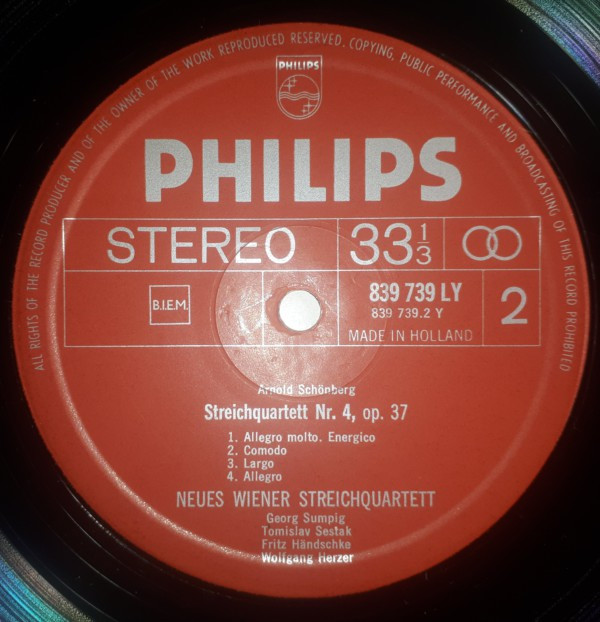 ALL RIGHTS OF THE RECORD PRODUCER AND OF THE OWNER OF THE WORK REPRODUCED RESERVED. COPYING, PUBLIC PERFORMANCE AND BROADCASTING OF THIS RECORD PROHIBITED
PHILIPS
PHILIPS
STEREO 33 1/3
B.I.E.M. 839 739 LY 2
839 739.2 Y
MADE IN HOLLAND
Arnold Schönberg
Streichquartett Nr. 4, op. 37
1. Allegro molto. Energico
2. Comodo
3. Largo
4. Allegro
NEUES WIENER STREICHQUARTETT
Georg Sumpig
Tomislav Sestak
Fritz Händschke
Wolfgang Herzer